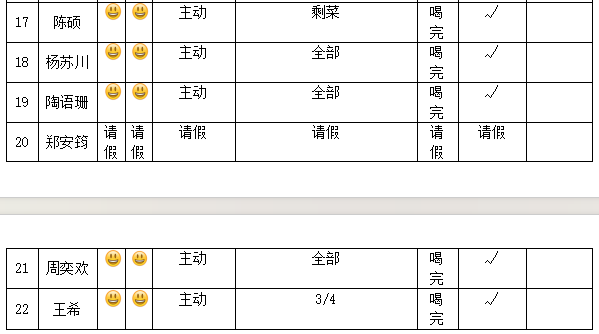 17 陈硕 😃 😃 主动 剩菜 喝完 √
18 杨苏川 😃 😃 主动 全部 喝完 √
19 陶语珊 😃 😃 主动 全部 喝完 √
20 郑安筠 请假 请假 请假 请假 请假 请假
21 周奕欢 😃 😃 主动 全部 喝完 √
22 王希 😃 😃 主动 3/4 喝完 √